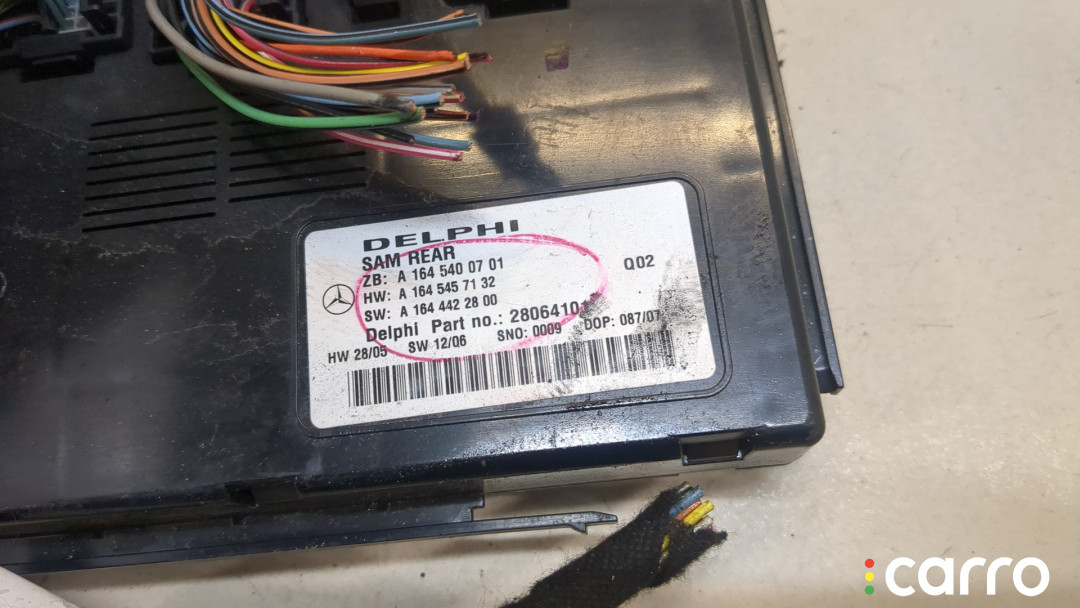 DELPHI
SAM REAR
ZB: A 164 540 07 01
HW: A 164 545 71 32
SW: A 164 442 28 00
Q02
Delphi Part no.:
HW 28/05 SW 12/06 SNO: 0009 DOP: 087/07
carro